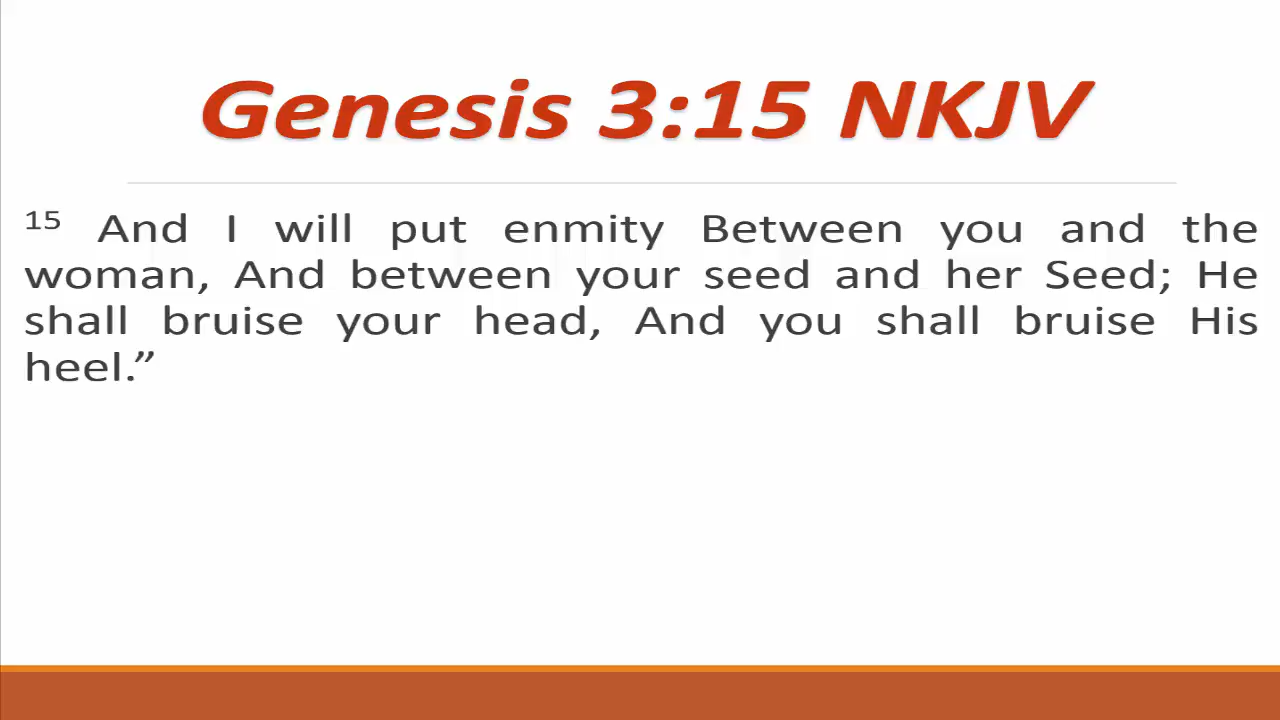 Genesis 3:15 NKJV
15 And I will put enmity Between you and the
woman, And between your seed and her Seed; He
shall bruise your head, And you shall bruise His
heel.”